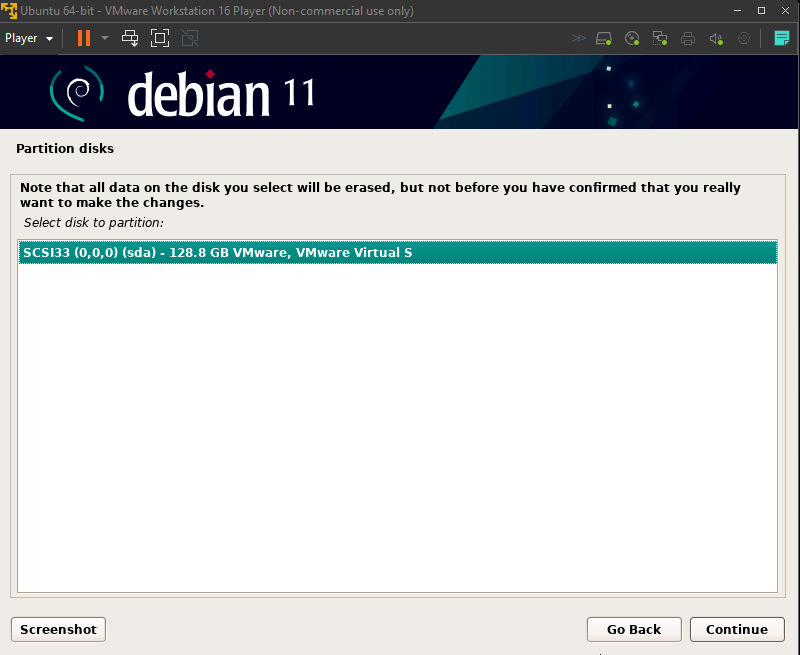 Ubuntu 64-bit - VMware Workstation 16 Player (Non-commercial use only)
Player
debian 11
Partition disks
Note that all data on the disk you select will be erased, but not before you have confirmed that you really
want to make the changes.
Select disk to partition:
SCSI33 (0,0,0) (sda) - 128.8 GB VMware, VMware Virtual S
Screenshot
Go Back
Continue